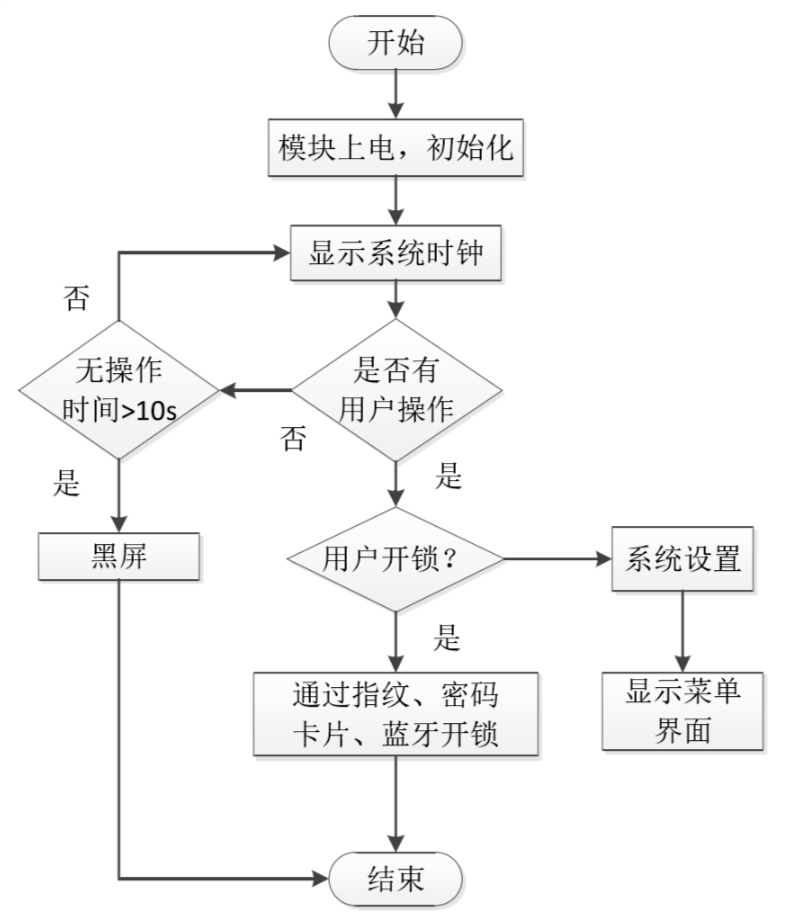 开始
模块上电，初始化
显示系统时钟
否
无操作
时间>10s
是否有
用户操作
否
是
是
黑屏
用户开锁？
系统设置
是
通过指纹、密码
卡片、蓝牙开锁
显示菜单
界面
结束